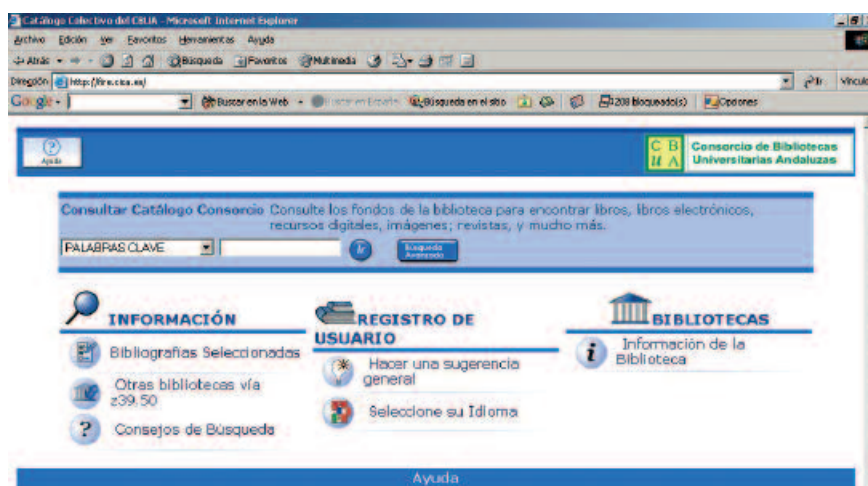 Catálogo Colectivo del CBUA - Microsoft Internet Explorer
Archivo Edición Ver Favoritos Herramientas Ayuda
Atrás Búsqueda Favoritos Multimedia
Dirección Ir Vínculos
Google Buscar en la Web Búsqueda en el sitio 1208 bloqueado(s) Opciones
Ayuda
C B U A
Consorcio de Bibliotecas
Universitarias Andaluzas
Consultar Catálogo Consorcio Consulte los fondos de la biblioteca para encontrar libros, libros electrónicos,
recursos digitales, imágenes; revistas, y mucho más.
PALABRAS CLAVE Ir Búsqueda Avanzada
INFORMACIÓN
Bibliografías Seleccionadas
Otras bibliotecas vía
z39.50
Consejos de Búsqueda
REGISTRO DE
USUARIO
Hacer una sugerencia
general
Seleccione su Idioma
BIBLIOTECAS
Información de la
Biblioteca
Ayuda